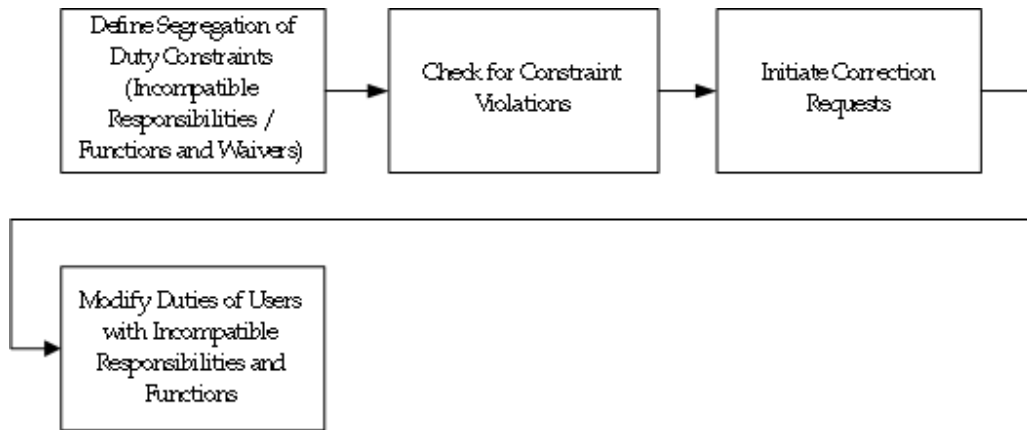 Define Segregation of
Duty Constraints
(Incompatible
Responsibilities /
Functions and Waivers)
Check for Constraint
Violations
Initiate Correction
Requests
Modify Duties of Users
with Incompatible
Responsibilities and
Functions